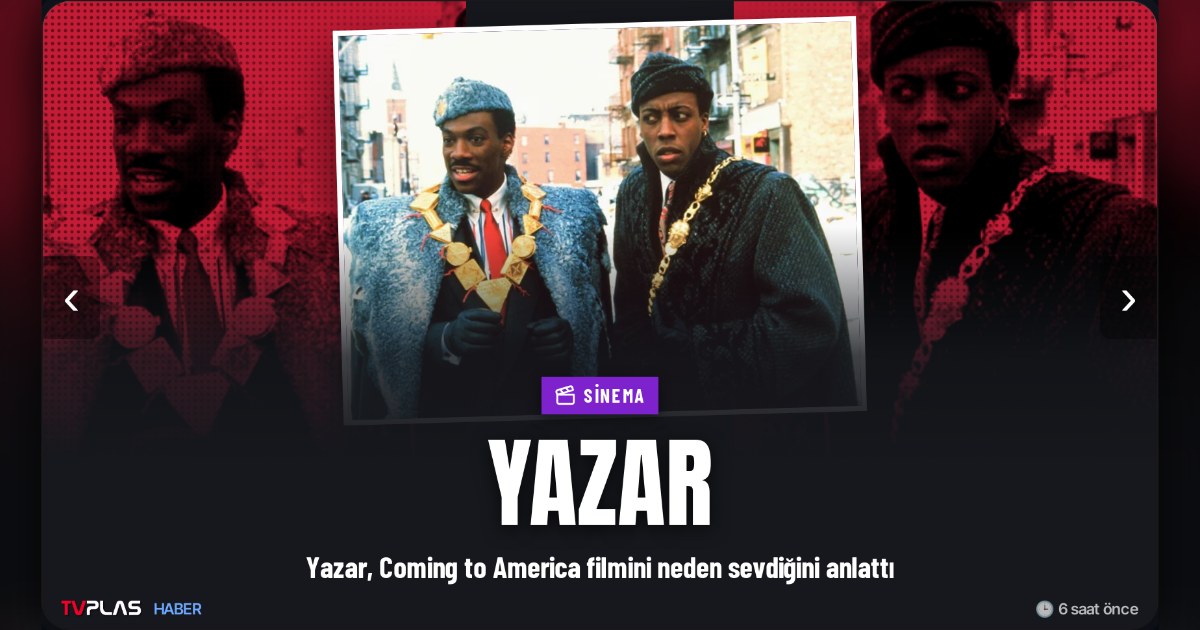 SİNEMA
YAZAR
Yazar, Coming to America filmini neden sevdiğini anlattı
TVPLAS HABER
6 saat önce